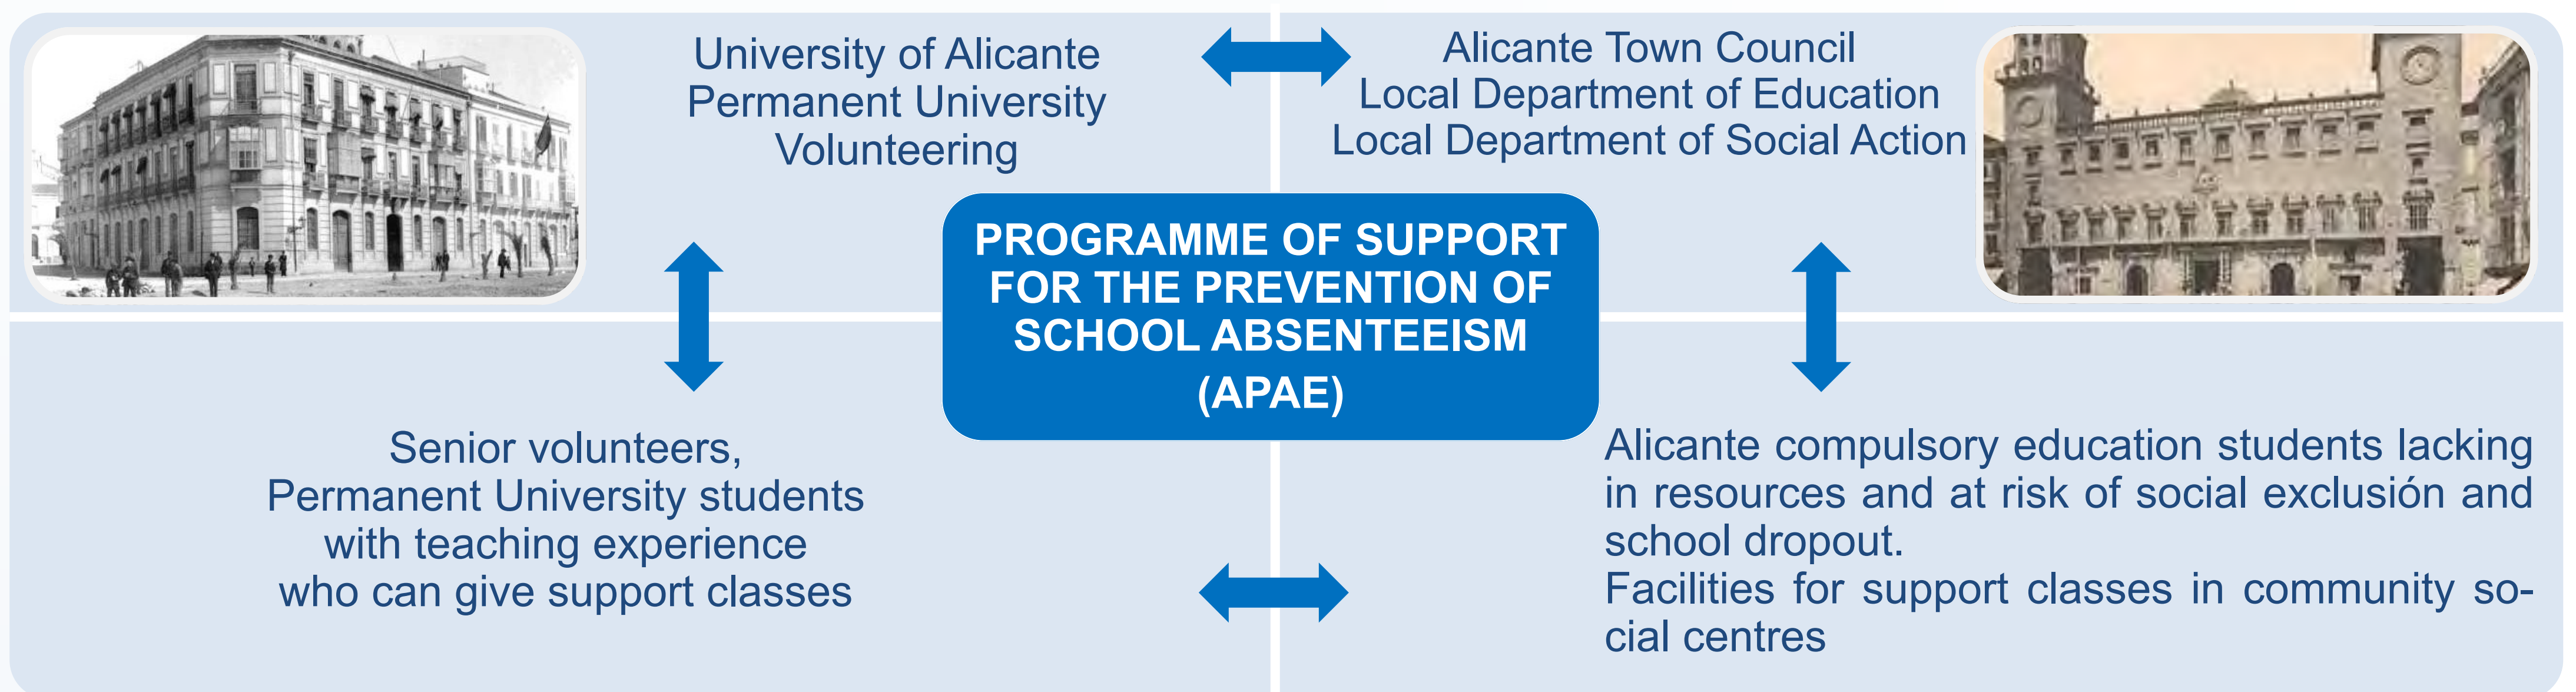 University of Alicante
Permanent University
Volunteering
Alicante Town Council
Local Department of Education
Local Department of Social Action
PROGRAMME OF SUPPORT
FOR THE PREVENTION OF
SCHOOL ABSENTEEISM
(APAE)
Senior volunteers,
Permanent University students
with teaching experience
who can give support classes
Alicante compulsory education students lacking
in resources and at risk of social exclusión and
school dropout.
Facilities for support classes in community so-
cial centres